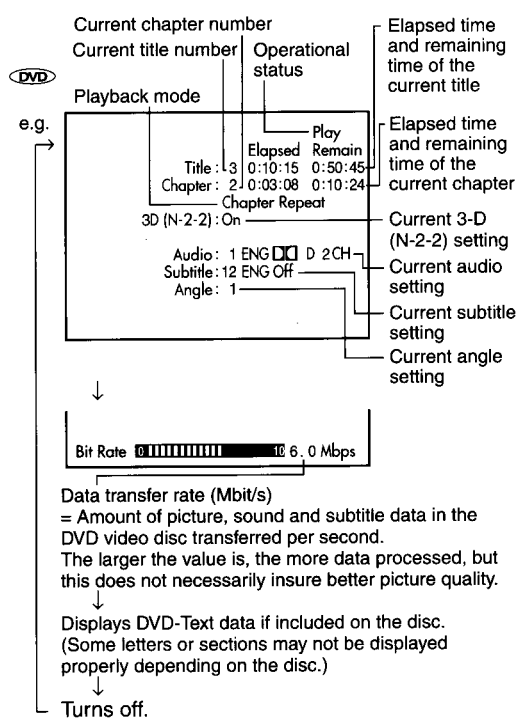 Current chapter number
Current title number
Operational
status
Elapsed time
and remaining
time of the
current title
DVD
Playback mode
e.g.
Play
Elapsed Remain
Title : 3 0:10:15 0:50:45
Chapter : 2 0:03:08 0:10:24
Chapter Repeat
3D (N-2-2) : On
Audio : 1 ENG DD D 2CH
Subtitle : 12 ENG Off
Angle : 1
Elapsed time
and remaining
time of the
current chapter
Current 3-D
(N-2-2) setting
Current audio
setting
Current subtitle
setting
Current angle
setting
Bit Rate 0 10 6.0 Mbps
Data transfer rate (Mbit/s)
= Amount of picture, sound and subtitle data in the
DVD video disc transferred per second.
The larger the value is, the more data processed, but
this does not necessarily insure better picture quality.
Displays DVD-Text data if included on the disc.
(Some letters or sections may not be displayed
properly depending on the disc.)
Turns off.